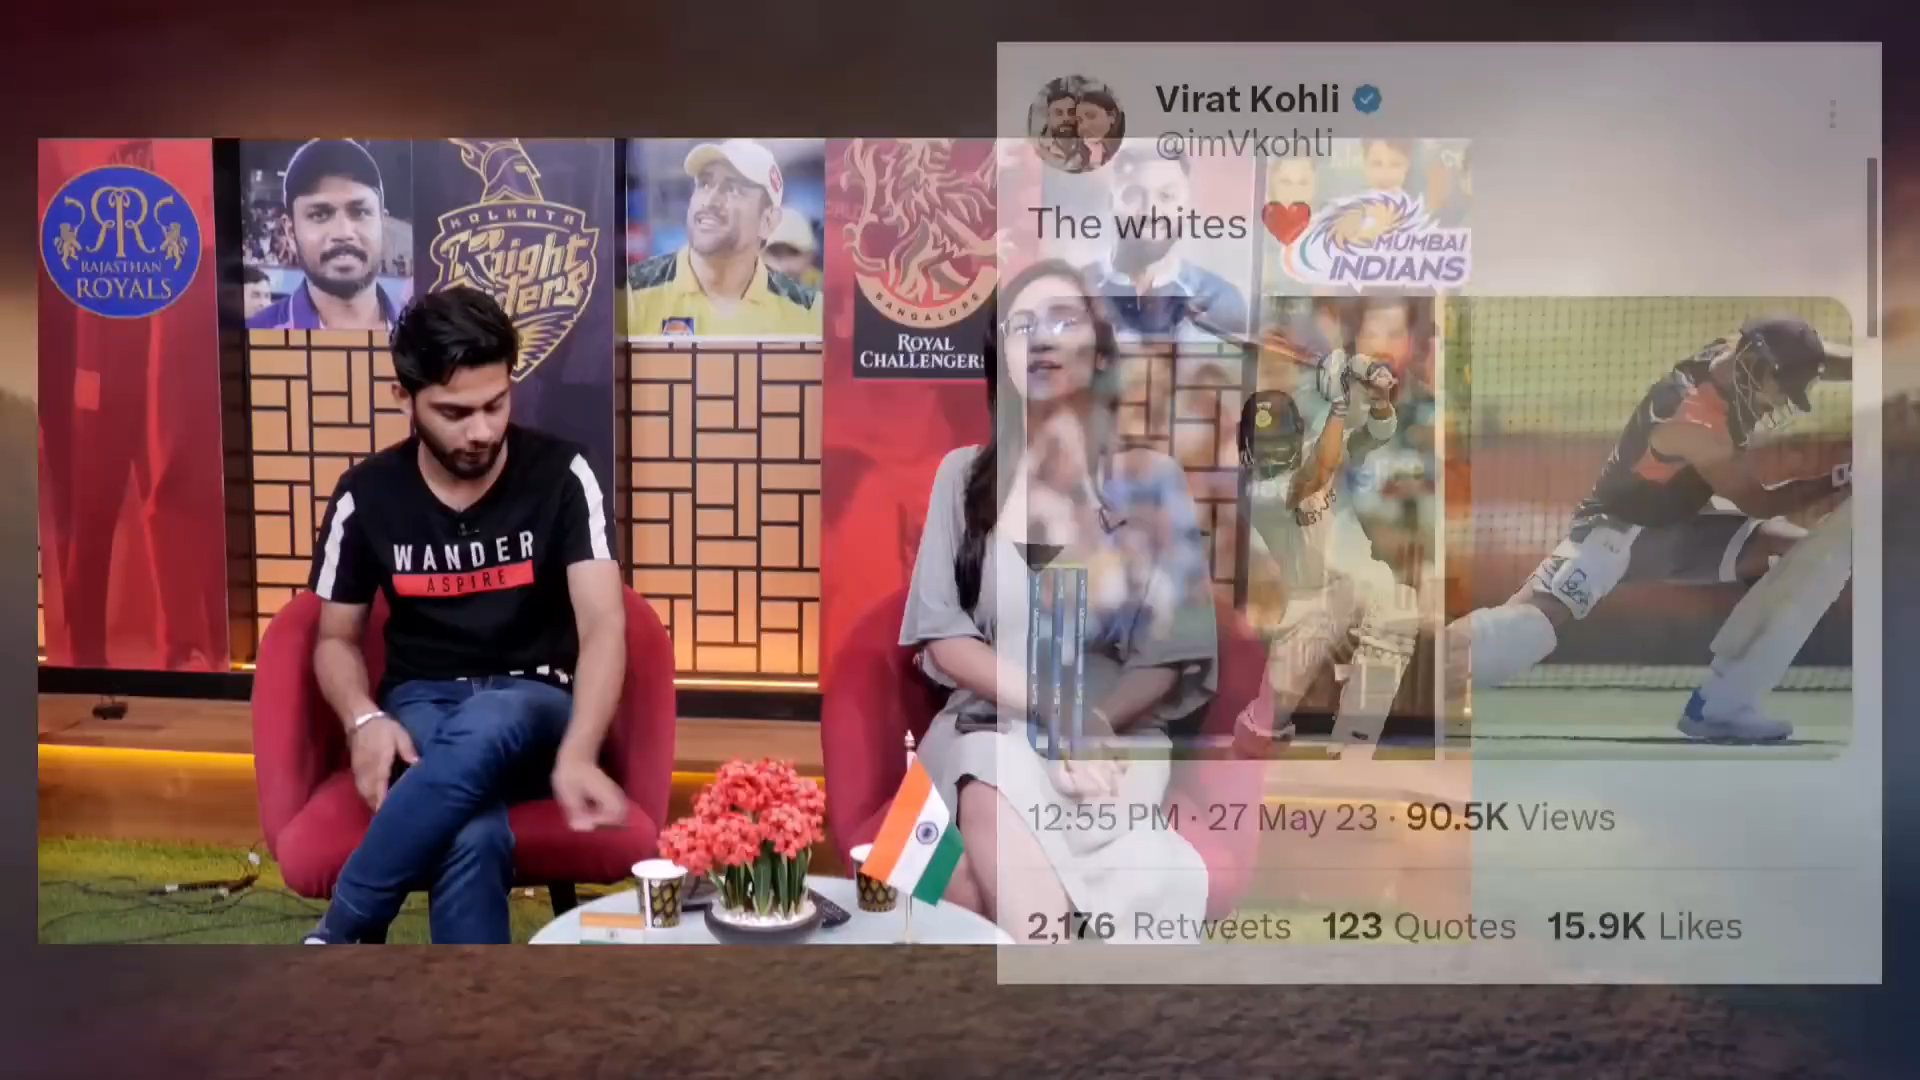 Virat Kohli
@imVkohli
The whites ❤️
12:55 PM · 27 May 23 · 90.5K Views
2,176 Retweets 123 Quotes 15.9K Likes
RAJASTHAN
ROYALS
KOLKATA
Knight
Riders
BANGALORE
ROYAL
CHALLENGERS
MUMBAI
INDIANS
WANDER
ASPIRE